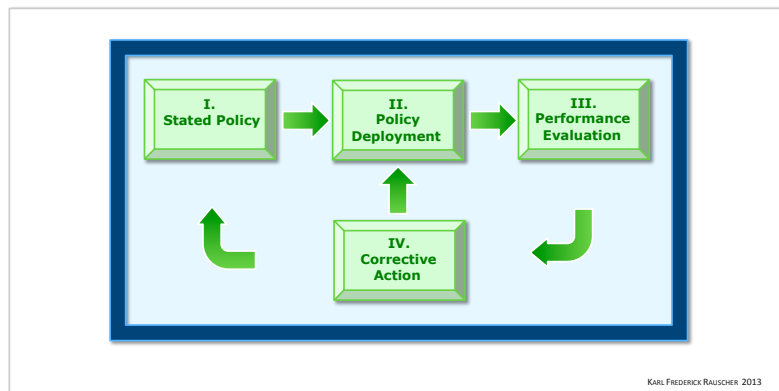 I.
Stated Policy
II.
Policy
Deployment
III.
Performance
Evaluation
IV.
Corrective
Action
KARL FREDERICK RAUSCHER 2013